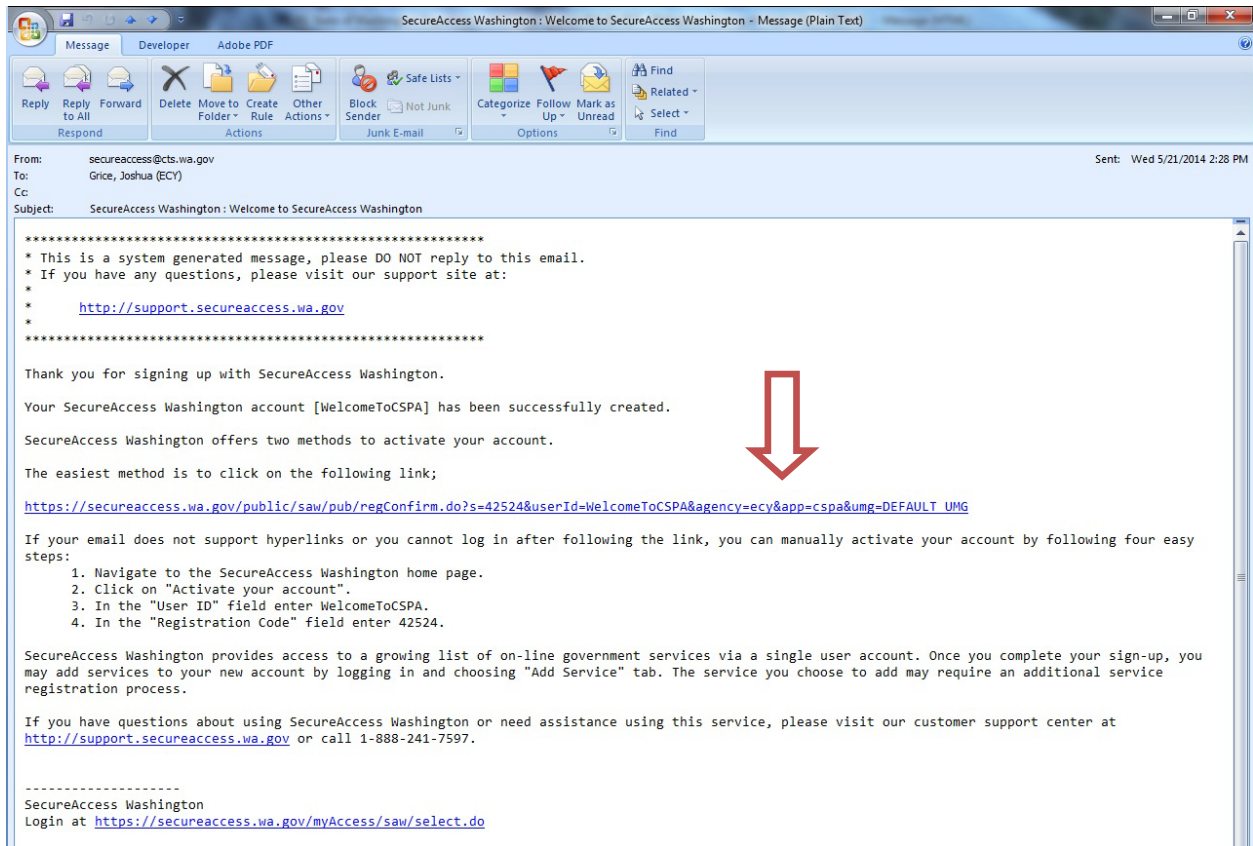 SecureAccess Washington : Welcome to SecureAccess Washington - Message (Plain Text)
Message Developer Adobe PDF
Reply Reply to All Forward Delete Move to Folder Create Rule Other Actions Block Sender Safe Lists Not Junk Categorize Follow Up Mark as Unread Find Related Select
Respond Actions Junk E-mail Options Find
From: secureaccess@cts.wa.gov Sent: Wed 5/21/2014 2:28 PM
To: Grice, Joshua (ECY)
Cc:
Subject: SecureAccess Washington : Welcome to SecureAccess Washington
***********************************************************
* This is a system generated message, please DO NOT reply to this email.
* If you have any questions, please visit our support site at:
*
* http://support.secureaccess.wa.gov
*
***********************************************************
Thank you for signing up with SecureAccess Washington.
Your SecureAccess Washington account [WelcomeToCSPA] has been successfully created.
SecureAccess Washington offers two methods to activate your account.
The easiest method is to click on the following link;
https://secureaccess.wa.gov/public/saw/pub/regConfirm.do?s=42524&userId=WelcomeToCSPA&agency=ecy&app=cspa&umg=DEFAULT_UMG
If your email does not support hyperlinks or you cannot log in after following the link, you can manually activate your account by following four easy
steps:
1. Navigate to the SecureAccess Washington home page.
2. Click on "Activate your account".
3. In the "User ID" field enter WelcomeToCSPA.
4. In the "Registration Code" field enter 42524.
SecureAccess Washington provides access to a growing list of on-line government services via a single user account. Once you complete your sign-up, you
may add services to your new account by logging in and choosing "Add Service" tab. The service you choose to add may require an additional service
registration process.
If you have questions about using SecureAccess Washington or need assistance using this service, please visit our customer support center at
http://support.secureaccess.wa.gov or call 1-888-241-7597.
--------------------
SecureAccess Washington
Login at https://secureaccess.wa.gov/myAccess/saw/select.do